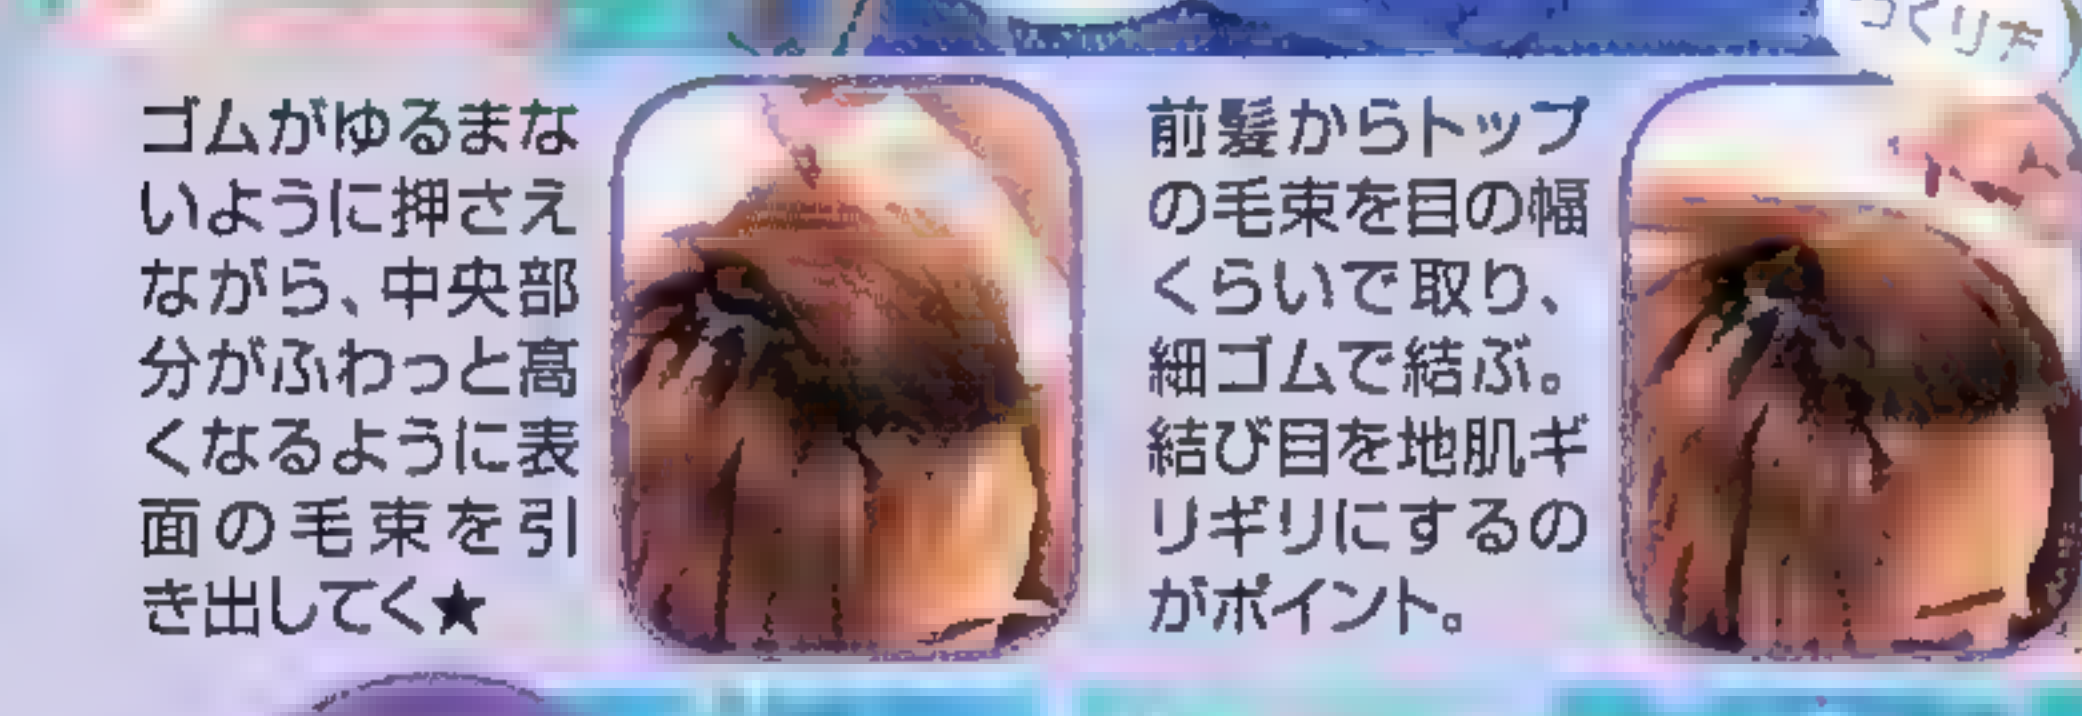 つくり方
前髪からトップ
の毛束を目の幅
くらいで取り、
細ゴムで結ぶ。
結び目を地肌ギ
リギリにするの
がポイント。
ゴムがゆるまな
いように押さえ
ながら、中央部
分がふわっと高
くなるように表
面の毛束を引
き出してく★